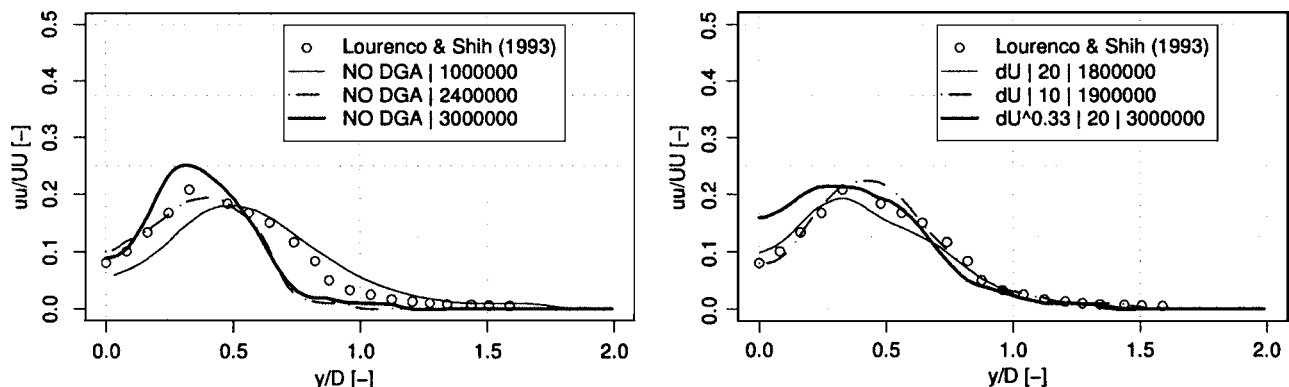 uu/UU [-]
0.0 0.1 0.2 0.3 0.4 0.5
Lourenco & Shih (1993)
NO DGA | 1000000
NO DGA | 2400000
NO DGA | 3000000
0.0 0.5 1.0 1.5 2.0
y/D [-]
uu/UU [-]
0.0 0.1 0.2 0.3 0.4 0.5
Lourenco & Shih (1993)
dU | 20 | 1800000
dU | 10 | 1900000
dU^0.33 | 20 | 3000000
0.0 0.5 1.0 1.5 2.0
y/D [-]